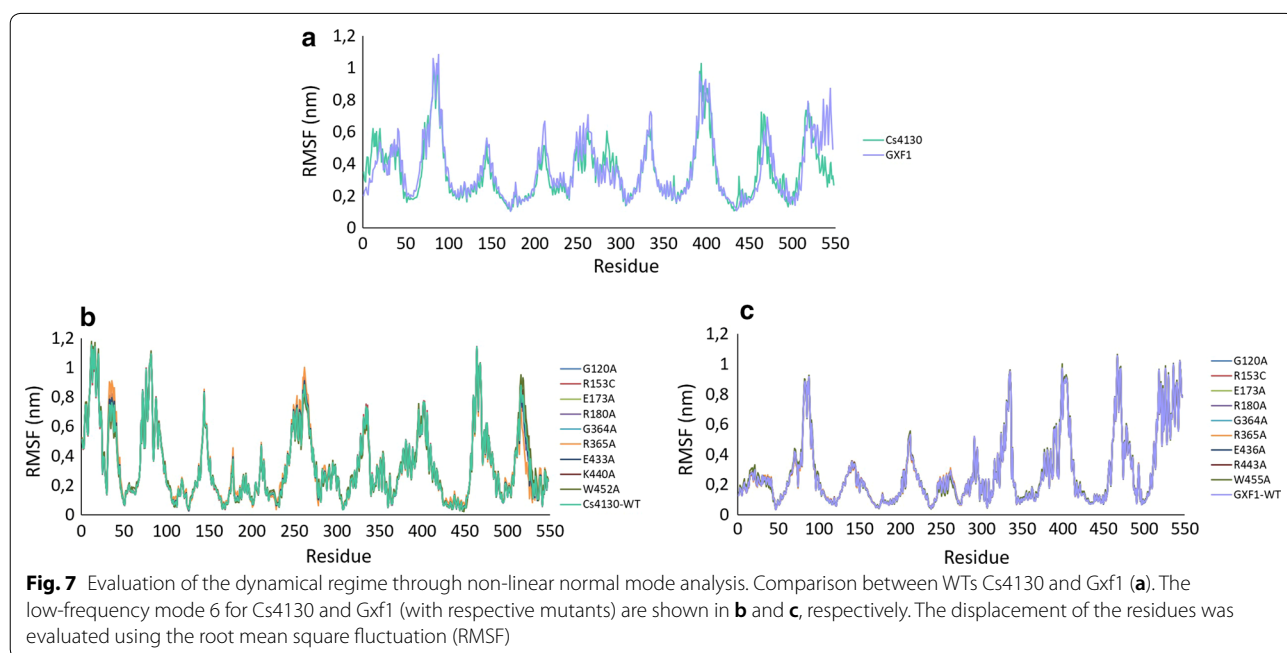 a
1,2
1
0,8
0,6
0,4
0,2
0
RMSF (nm)
0 50 100 150 200 250 300 350 400 450 500 550
Residue
Cs4130
GXF1
b
1,2
1
0,8
0,6
0,4
0,2
0
RMSF (nm)
0 50 100 150 200 250 300 350 400 450 500 550
Residue
G120A
R153C
E173A
R180A
G364A
R365A
E433A
K440A
W452A
Cs4130-WT
c
1,2
1
0,8
0,6
0,4
0,2
0
RMSF (nm)
0 50 100 150 200 250 300 350 400 450 500 550
Residue
G120A
R153C
E173A
R180A
G364A
R365A
E436A
R443A
W455A
GXF1-WT
Fig. 7 Evaluation of the dynamical regime through non-linear normal mode analysis. Comparison between WTs Cs4130 and Gxf1 (a). The
low-frequency mode 6 for Cs4130 and Gxf1 (with respective mutants) are shown in b and c, respectively. The displacement of the residues was
evaluated using the root mean square fluctuation (RMSF)